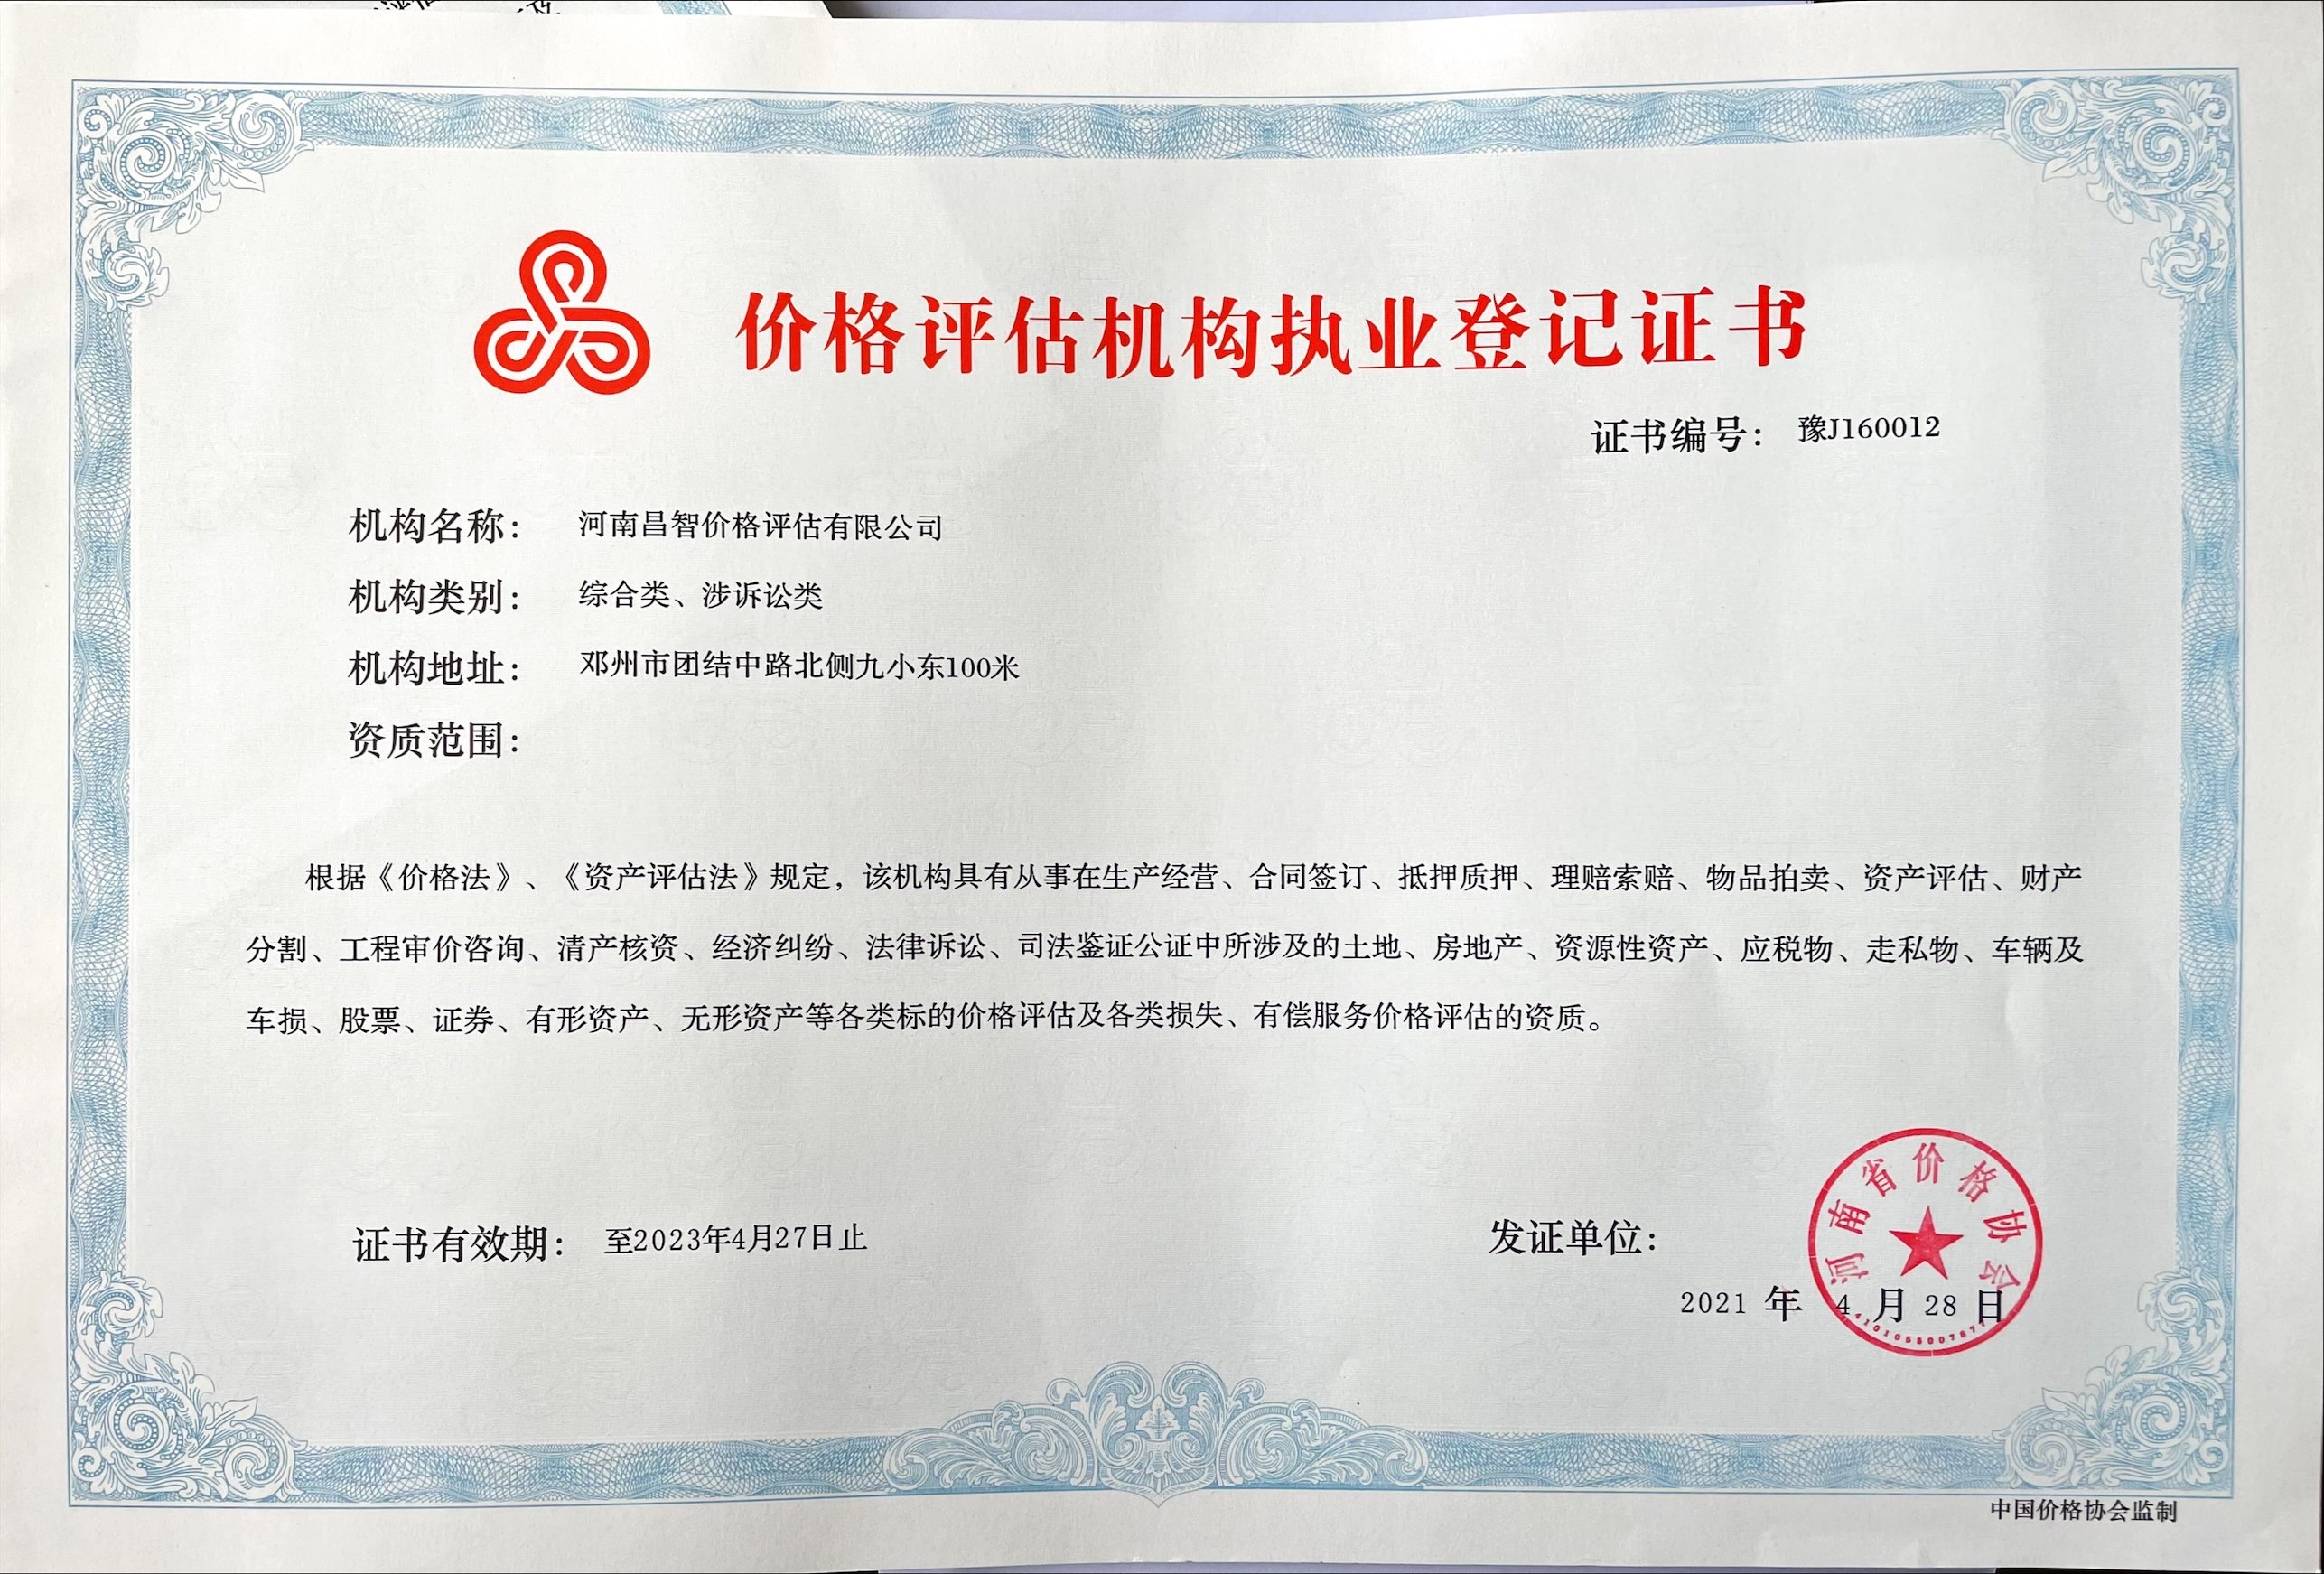 价格评估机构执业登记证书
证书编号： 豫J160012
机构名称： 河南昌智价格评估有限公司
机构类别： 综合类、涉诉讼类
机构地址： 邓州市团结中路北侧九小东100米
资质范围：
根据《价格法》、《资产评估法》规定，该机构具有从事在生产经营、合同签订、抵押质押、理赔索赔、物品拍卖、资产评估、财产
分割、工程审价咨询、清产核资、经济纠纷、法律诉讼、司法鉴证公证中所涉及的土地、房地产、资源性资产、应税物、走私物、车辆及
车损、股票、证券、有形资产、无形资产等各类标的价格评估及各类损失、有偿服务价格评估的资质。
证书有效期： 至2023年4月27日止
发证单位：
河南省价格协会
2021 年 4 月 28 日
中国价格协会监制